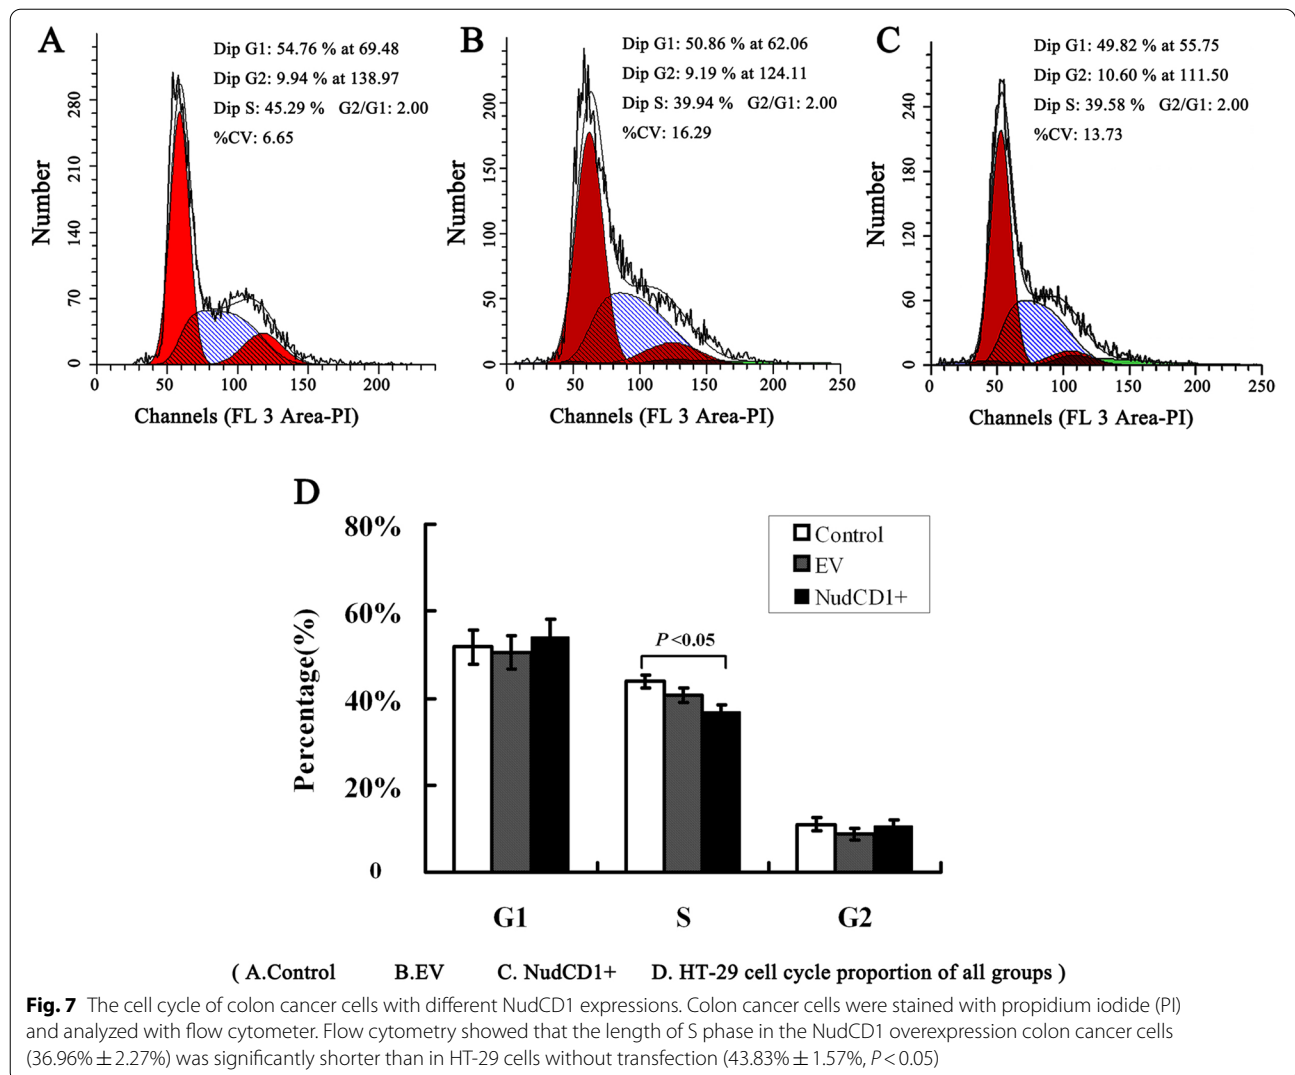 A
Dip G1: 54.76 % at 69.48
Dip G2: 9.94 % at 138.97
Dip S: 45.29 % G2/G1: 2.00
%CV: 6.65
Number
280
210
140
70
0
0 50 100 150 200
Channels (FL 3 Area-PI)
B
Dip G1: 50.86 % at 62.06
Dip G2: 9.19 % at 124.11
Dip S: 39.94 % G2/G1: 2.00
%CV: 16.29
Number
200
150
100
50
0
0 50 100 150 200 250
Channels (FL 3 Area-PI)
C
Dip G1: 49.82 % at 55.75
Dip G2: 10.60 % at 111.50
Dip S: 39.58 % G2/G1: 2.00
%CV: 13.73
Number
240
180
120
60
0
0 50 100 150 200 250
Channels (FL 3 Area-PI)
D
Percentage(%)
80%
60%
40%
20%
0
Control
EV
NudCD1+
P<0.05
G1 S G2
( A.Control B.EV C. NudCD1+ D. HT-29 cell cycle proportion of all groups )
Fig. 7 The cell cycle of colon cancer cells with different NudCD1 expressions. Colon cancer cells were stained with propidium iodide (PI)
and analyzed with flow cytometer. Flow cytometry showed that the length of S phase in the NudCD1 overexpression colon cancer cells
(36.96% ± 2.27%) was significantly shorter than in HT-29 cells without transfection (43.83% ± 1.57%, P < 0.05)